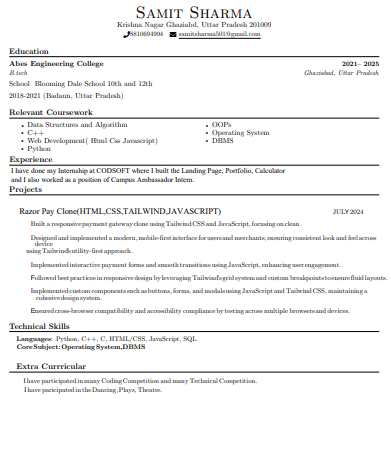 Samit Sharma
Krishna Nagar Ghaziabd, Uttar Pradesh 201009
8810694994 samitsharma501@gmail.com
Education
Abes Engineering College 2021– 2025
B.tech Ghaziabad, Uttar Pradesh
School Blooming Dale School 10th and 12th
2018-2021 (Badaun, Uttar Pradesh)
Relevant Coursework
• Data Structures and Algorithm
• C++
• Web Development( Html Css Javascript)
• Python
• OOPs
• Operating System
• DBMS
Experience
I have done my Internship at CODSOFT where I built the Landing Page, Portfolio, Calculator
and I also worked as a position of Campus Ambassador Intern.
Projects
Razor Pay Clone(HTML,CSS,TAILWIND,JAVASCRIPT) JULY 2024
Built a responsive payment gateway clone using Tailwind CSS and JavaScript, focusing on clean .
Designed and implemented a modern, mobile-first interface for users and merchants, ensuring consistent look and feel across
device
using Tailwind's utility-first approach.
Implemented interactive payment forms and smooth transitions using JavaScript, enhancing user engagement.
Followed best practices in responsive design by leveraging Tailwind's grid system and custom breakpoints to ensure fluid layouts.
Implemented custom components such as buttons, forms, and modals using JavaScript and Tailwind CSS, maintaining a
cohesive design system.
Ensured cross-browser compatibility and accessibility compliance by testing across multiple browsers and devices.
Technical Skills
Languages: Python, C++, C, HTML/CSS, JavaScript, SQL
Core Subject: Operating System,DBMS
Extra Currricular
I have participated in many Coding Competition and many Technical Competition.
I have paricipated in the Dancing ,Plays, Theatre.